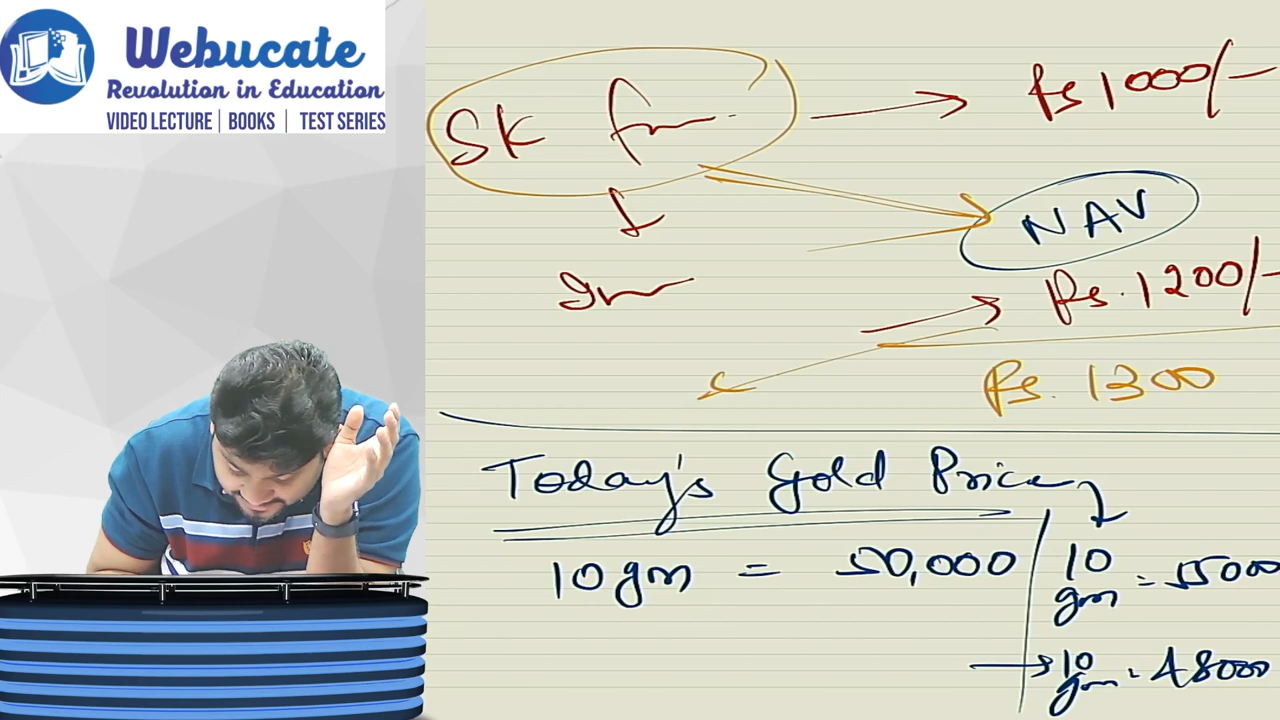 Webucate
Revolution in Education
VIDEO LECTURE | BOOKS | TEST SERIES
SK → Rs 1000/-
NAV
Rs. 1200/-
Rs. 1300
Today's Gold Price
10 gm = 50,000
10 gm = 55000
→ 10 gm = 48000